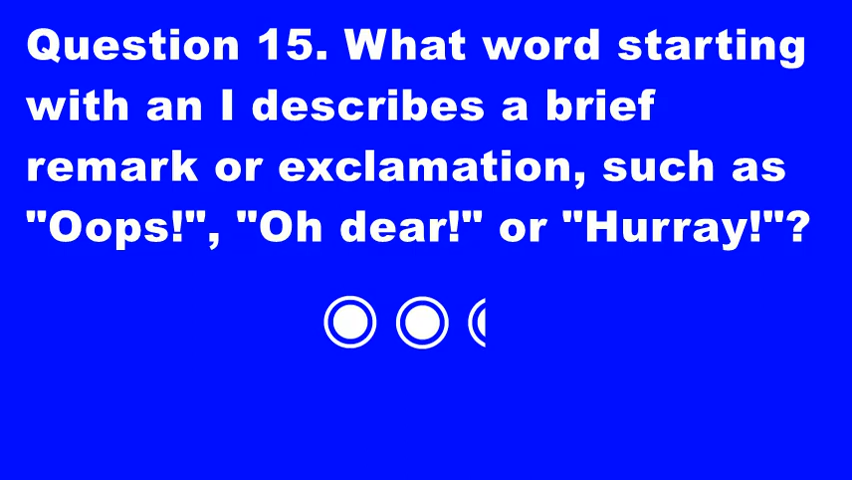 Question 15. What word starting
with an I describes a brief
remark or exclamation, such as
"Oops!", "Oh dear!" or "Hurray!"?